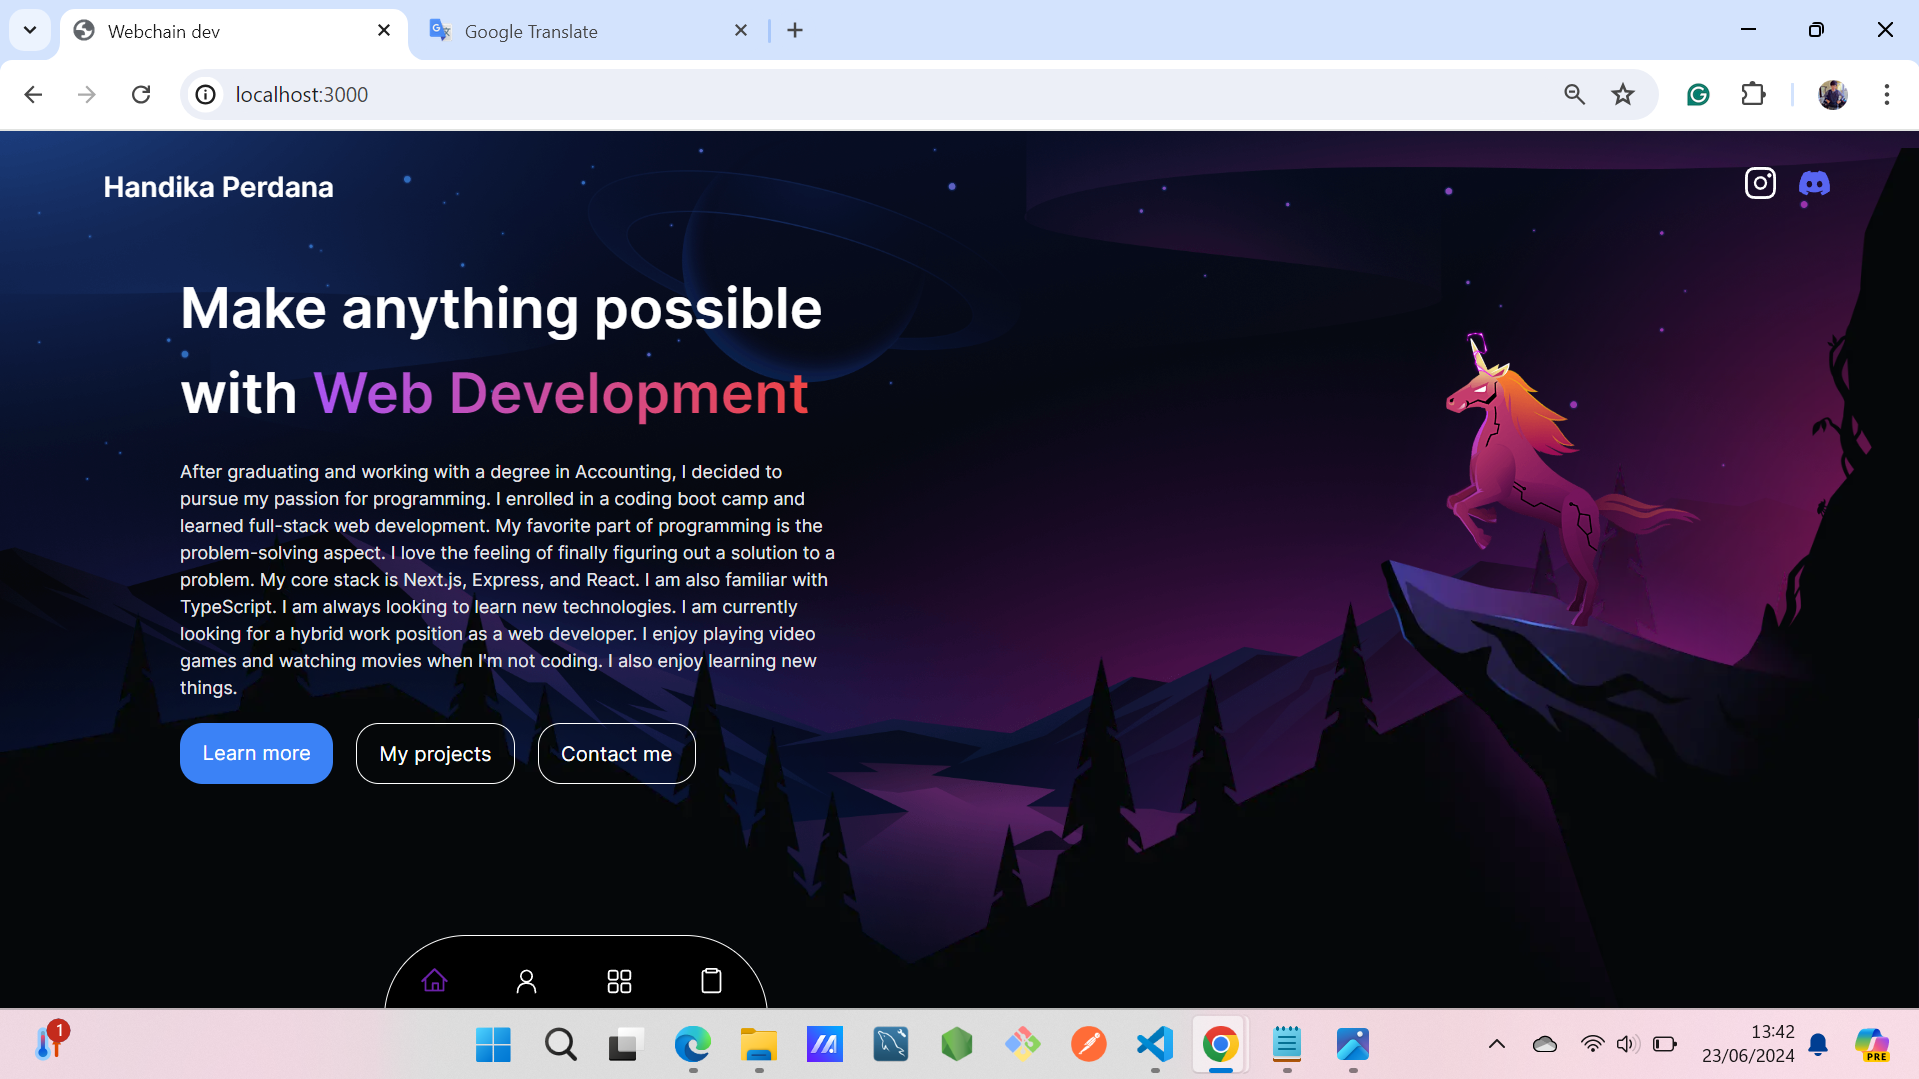 Webchain dev
Google Translate
localhost:3000
Handika Perdana
Make anything possible
with Web Development
After graduating and working with a degree in Accounting, I decided to
pursue my passion for programming. I enrolled in a coding boot camp and
learned full-stack web development. My favorite part of programming is the
problem-solving aspect. I love the feeling of finally figuring out a solution to a
problem. My core stack is Next.js, Express, and React. I am also familiar with
TypeScript. I am always looking to learn new technologies. I am currently
looking for a hybrid work position as a web developer. I enjoy playing video
games and watching movies when I'm not coding. I also enjoy learning new
things.
Learn more
My projects
Contact me
1
13:42
23/06/2024
PRE